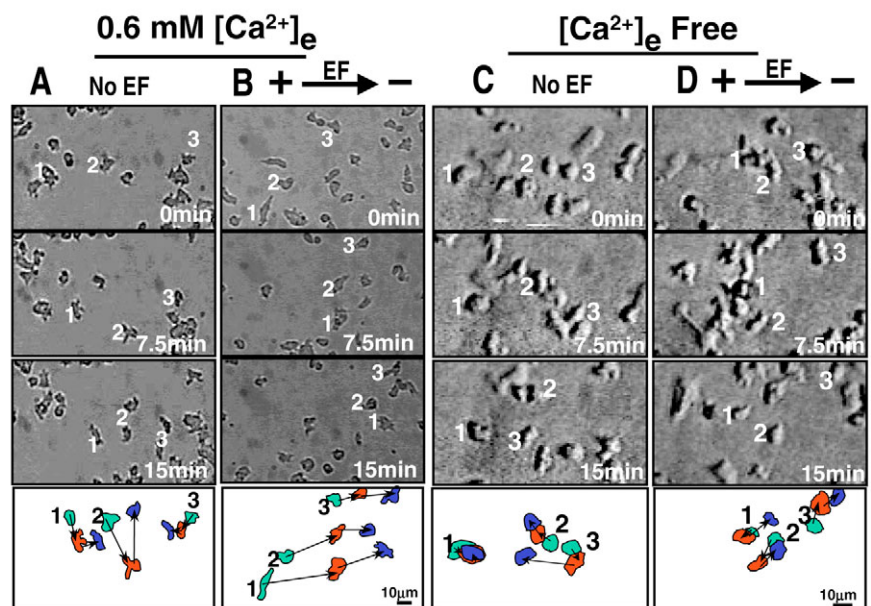 0.6 mM [Ca²⁺]e
[Ca²⁺]e Free
A No EF
B + EF −
C No EF
D + EF −
1 2 3
0min
3 2 1
0min
1 2 3
0min
1 2 3
0min
1 2 3
7.5min
3 2 1
7.5min
1 2 3
7.5min
3 1 2
7.5min
1 2 3
15min
3 2 1
15min
1 2 3
15min
3 1 2
15min
1 2 3
3 2 1
10μm
1 2 3
1 2 3
10μm